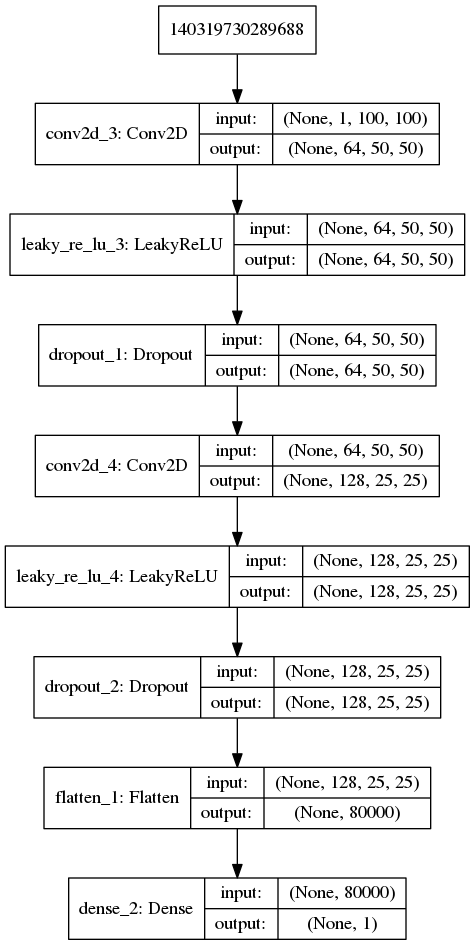 140319730289688
conv2d_3: Conv2D
input:
(None, 1, 100, 100)
output:
(None, 64, 50, 50)
leaky_re_lu_3: LeakyReLU
input:
(None, 64, 50, 50)
output:
(None, 64, 50, 50)
dropout_1: Dropout
input:
(None, 64, 50, 50)
output:
(None, 64, 50, 50)
conv2d_4: Conv2D
input:
(None, 64, 50, 50)
output:
(None, 128, 25, 25)
leaky_re_lu_4: LeakyReLU
input:
(None, 128, 25, 25)
output:
(None, 128, 25, 25)
dropout_2: Dropout
input:
(None, 128, 25, 25)
output:
(None, 128, 25, 25)
flatten_1: Flatten
input:
(None, 128, 25, 25)
output:
(None, 80000)
dense_2: Dense
input:
(None, 80000)
output:
(None, 1)